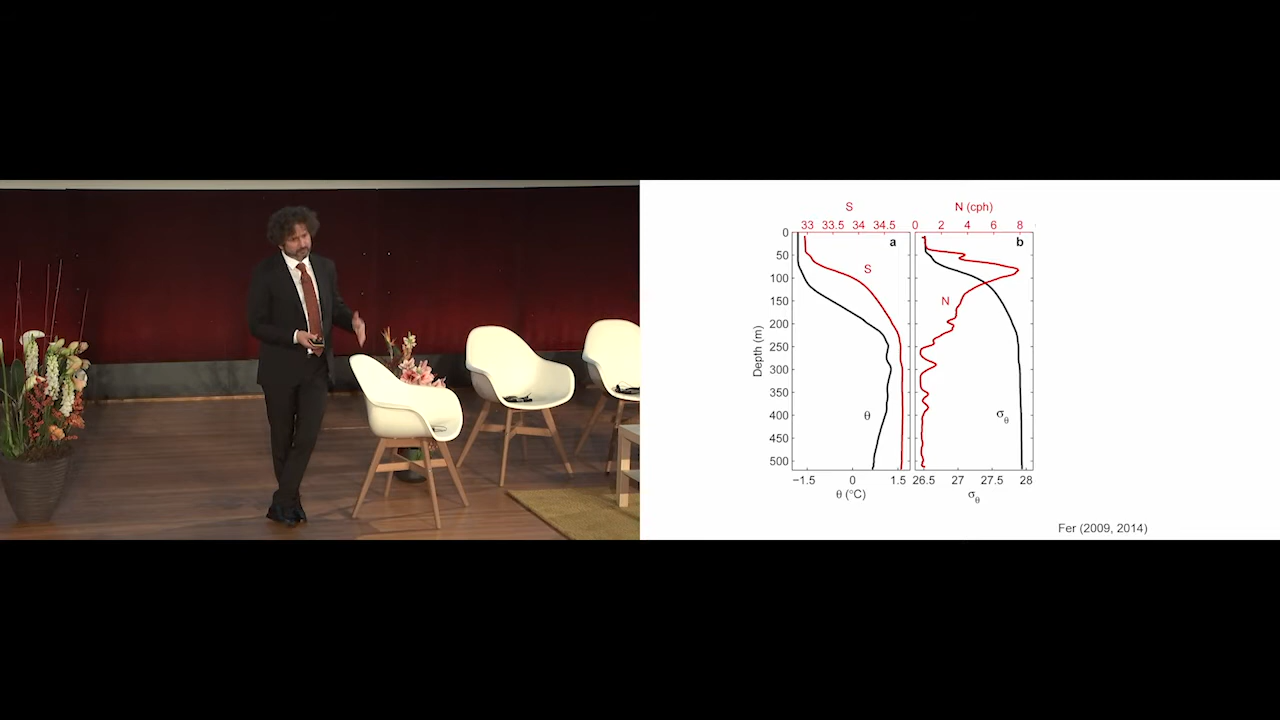 S
N (cph)
33 33.5 34 34.5
0 2 4 6 8
0
50
100
150
200
250
300
350
400
450
500
Depth (m)
a
b
S
N
θ
σθ
−1.5 0 1.5
26.5 27 27.5 28
θ (°C)
σθ
Fer (2009, 2014)